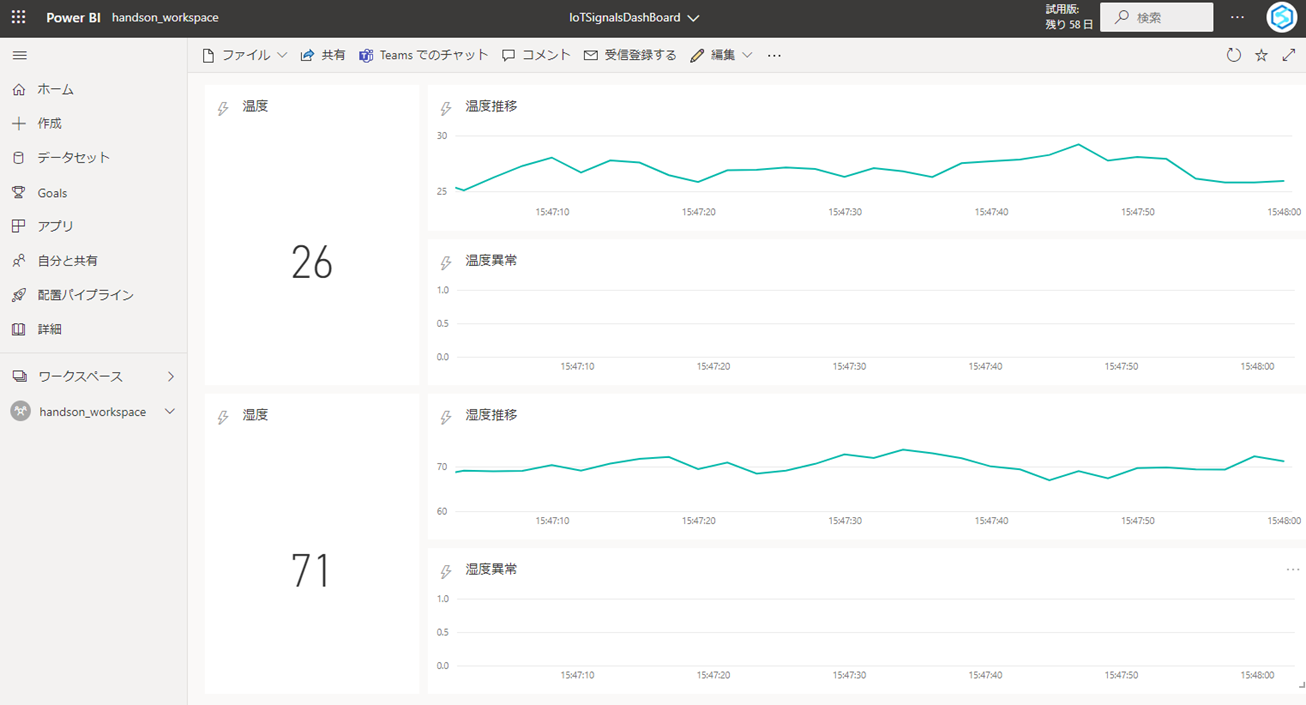 Power BI handson_workspace IoTSignalsDashBoard 試用版:
残り 58 日 検索
ファイル 共有 Teams でのチャット コメント 受信登録する 編集
ホーム
作成
データセット
Goals
アプリ
自分と共有
配置パイプライン
詳細
ワークスペース
handson_workspace
温度
26
温度推移
30
25
15:47:10 15:47:20 15:47:30 15:47:40 15:47:50 15:48:00
温度異常
1.0
0.5
0.0
15:47:10 15:47:20 15:47:30 15:47:40 15:47:50 15:48:00
湿度
71
湿度推移
70
60
15:47:10 15:47:20 15:47:30 15:47:40 15:47:50 15:48:00
湿度異常
1.0
0.5
0.0
15:47:10 15:47:20 15:47:30 15:47:40 15:47:50 15:48:00